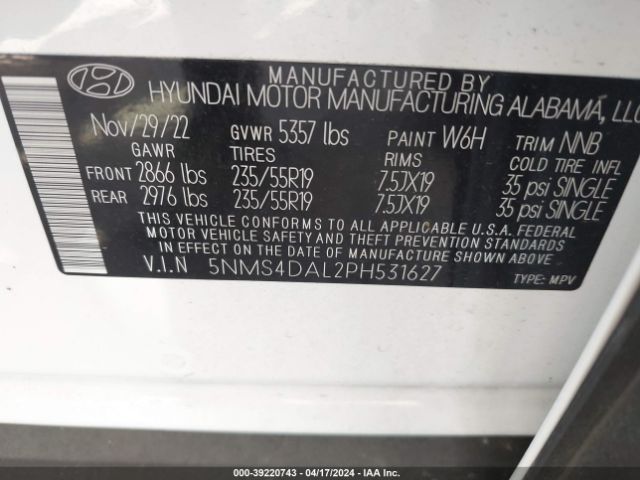 MANUFACTURED BY
HYUNDAI MOTOR MANUFACTURING ALABAMA, LLC
Nov/29/22 GVWR 5357 lbs PAINT W6H TRIM NNB
GAWR TIRES RIMS COLD TIRE INFL
FRONT 2866 lbs 235/55R19 7.5JX19 35 psi SINGLE
REAR 2976 lbs 235/55R19 7.5JX19 35 psi SINGLE
THIS VEHICLE CONFORMS TO ALL APPLICABLE U.S.A. FEDERAL
MOTOR VEHICLE SAFETY AND THEFT PREVENTION STANDARDS
IN EFFECT ON THE DATE OF MANUFACTURE SHOWN ABOVE.
V.I.N 5NMS4DAL2PH531627 TYPE: MPV
000-39220743 - 04/17/2024 - IAA Inc.